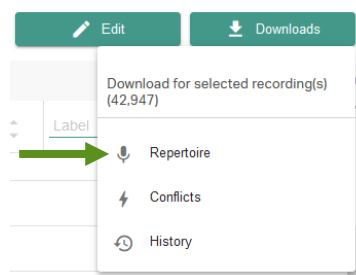 Edit
Downloads
Download for selected recording(s)
(42,947)
Label
Repertoire
Conflicts
History